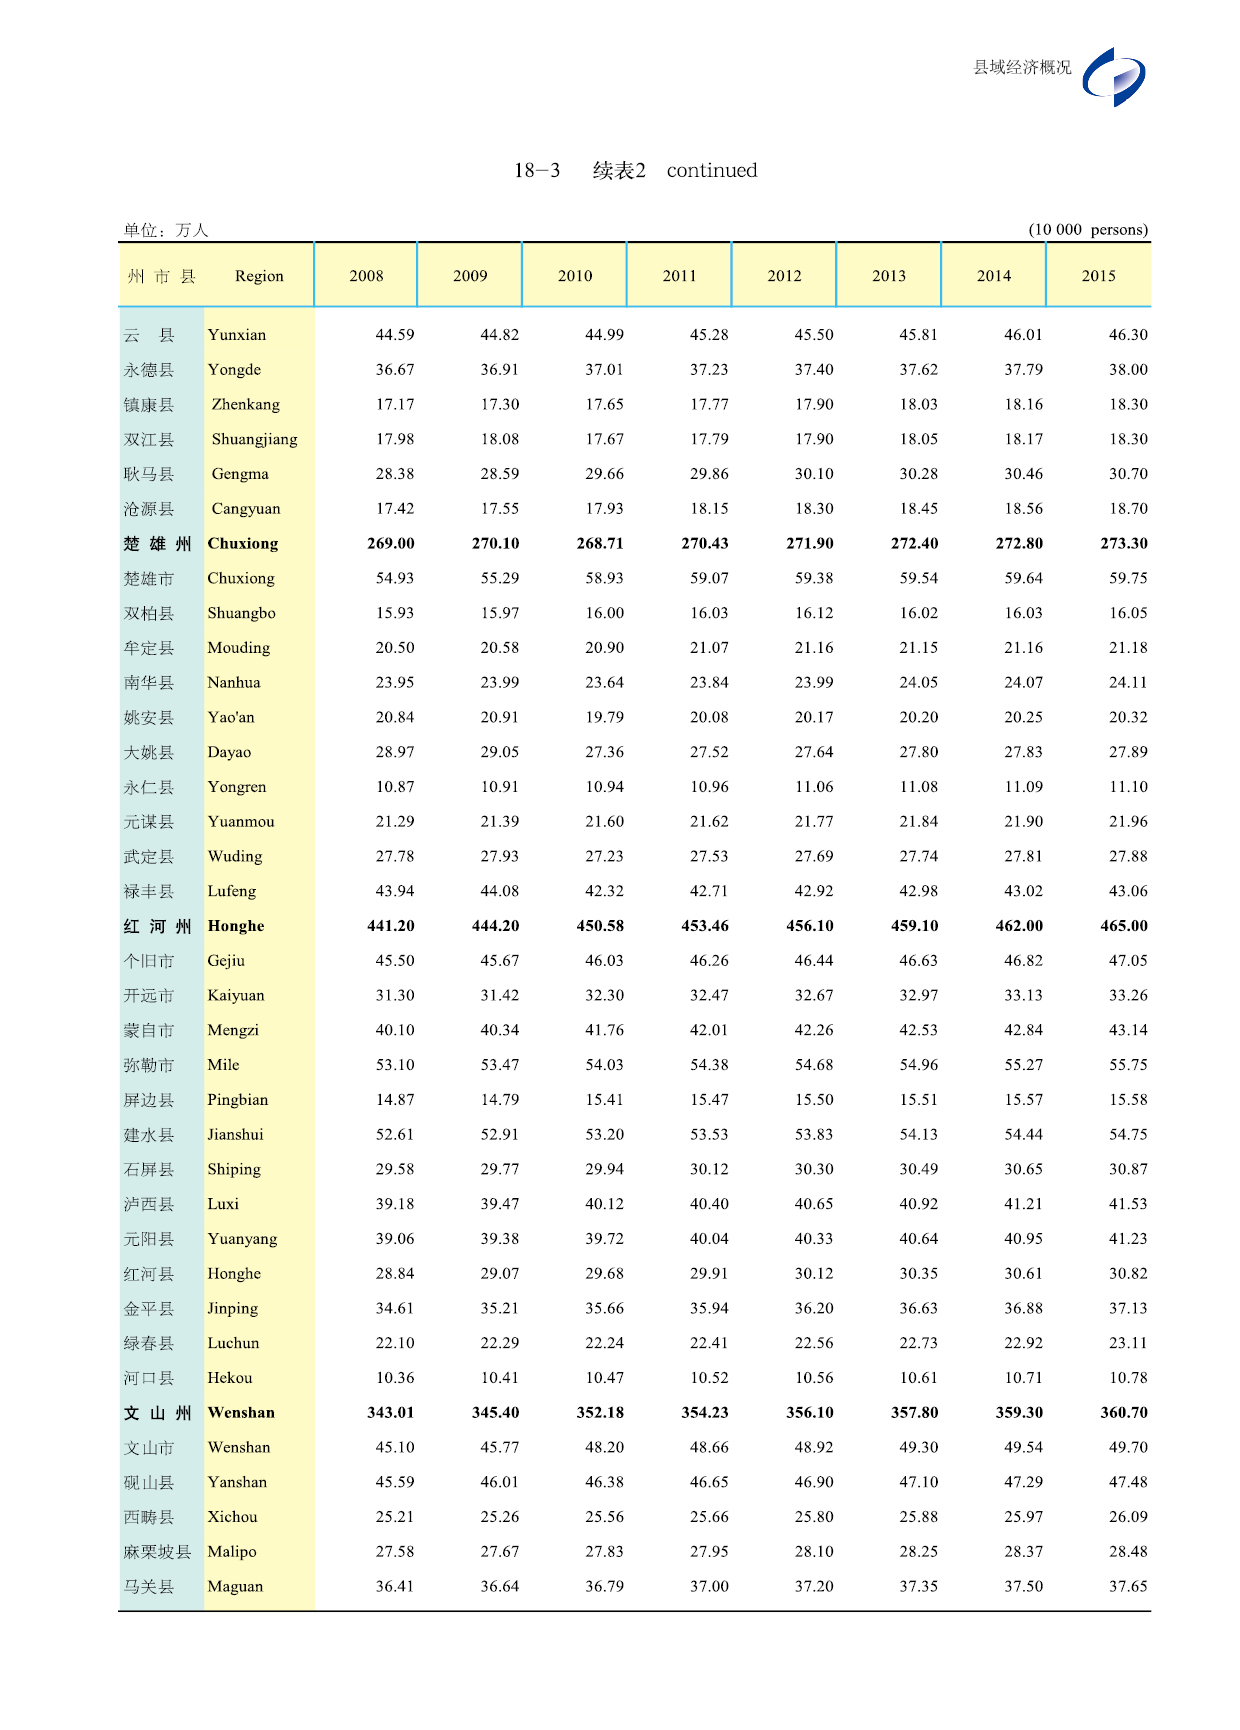 县域经济概况
18-3 续表2 continued
单位：万人 (10 000 persons)
州 市 县 Region 2008 2009 2010 2011 2012 2013 2014 2015
云 县 Yunxian 44.59 44.82 44.99 45.28 45.50 45.81 46.01 46.30
永德县 Yongde 36.67 36.91 37.01 37.23 37.40 37.62 37.79 38.00
镇康县 Zhenkang 17.17 17.30 17.65 17.77 17.90 18.03 18.16 18.30
双江县 Shuangjiang 17.98 18.08 17.67 17.79 17.90 18.05 18.17 18.30
耿马县 Gengma 28.38 28.59 29.66 29.86 30.10 30.28 30.46 30.70
沧源县 Cangyuan 17.42 17.55 17.93 18.15 18.30 18.45 18.56 18.70
楚 雄 州 Chuxiong 269.00 270.10 268.71 270.43 271.90 272.40 272.80 273.30
楚雄市 Chuxiong 54.93 55.29 58.93 59.07 59.38 59.54 59.64 59.75
双柏县 Shuangbo 15.93 15.97 16.00 16.03 16.12 16.02 16.03 16.05
牟定县 Mouding 20.50 20.58 20.90 21.07 21.16 21.15 21.16 21.18
南华县 Nanhua 23.95 23.99 23.64 23.84 23.99 24.05 24.07 24.11
姚安县 Yao'an 20.84 20.91 19.79 20.08 20.17 20.20 20.25 20.32
大姚县 Dayao 28.97 29.05 27.36 27.52 27.64 27.80 27.83 27.89
永仁县 Yongren 10.87 10.91 10.94 10.96 11.06 11.08 11.09 11.10
元谋县 Yuanmou 21.29 21.39 21.60 21.62 21.77 21.84 21.90 21.96
武定县 Wuding 27.78 27.93 27.23 27.53 27.69 27.74 27.81 27.88
禄丰县 Lufeng 43.94 44.08 42.32 42.71 42.92 42.98 43.02 43.06
红 河 州 Honghe 441.20 444.20 450.58 453.46 456.10 459.10 462.00 465.00
个旧市 Gejiu 45.50 45.67 46.03 46.26 46.44 46.63 46.82 47.05
开远市 Kaiyuan 31.30 31.42 32.30 32.47 32.67 32.97 33.13 33.26
蒙自市 Mengzi 40.10 40.34 41.76 42.01 42.26 42.53 42.84 43.14
弥勒市 Mile 53.10 53.47 54.03 54.38 54.68 54.96 55.27 55.75
屏边县 Pingbian 14.87 14.79 15.41 15.47 15.50 15.51 15.57 15.58
建水县 Jianshui 52.61 52.91 53.20 53.53 53.83 54.13 54.44 54.75
石屏县 Shiping 29.58 29.77 29.94 30.12 30.30 30.49 30.65 30.87
泸西县 Luxi 39.18 39.47 40.12 40.40 40.65 40.92 41.21 41.53
元阳县 Yuanyang 39.06 39.38 39.72 40.04 40.33 40.64 40.95 41.23
红河县 Honghe 28.84 29.07 29.68 29.91 30.12 30.35 30.61 30.82
金平县 Jinping 34.61 35.21 35.66 35.94 36.20 36.63 36.88 37.13
绿春县 Luchun 22.10 22.29 22.24 22.41 22.56 22.73 22.92 23.11
河口县 Hekou 10.36 10.41 10.47 10.52 10.56 10.61 10.71 10.78
文 山 州 Wenshan 343.01 345.40 352.18 354.23 356.10 357.80 359.30 360.70
文山市 Wenshan 45.10 45.77 48.20 48.66 48.92 49.30 49.54 49.70
砚山县 Yanshan 45.59 46.01 46.38 46.65 46.90 47.10 47.29 47.48
西畴县 Xichou 25.21 25.26 25.56 25.66 25.80 25.88 25.97 26.09
麻栗坡县 Malipo 27.58 27.67 27.83 27.95 28.10 28.25 28.37 28.48
马关县 Maguan 36.41 36.64 36.79 37.00 37.20 37.35 37.50 37.65